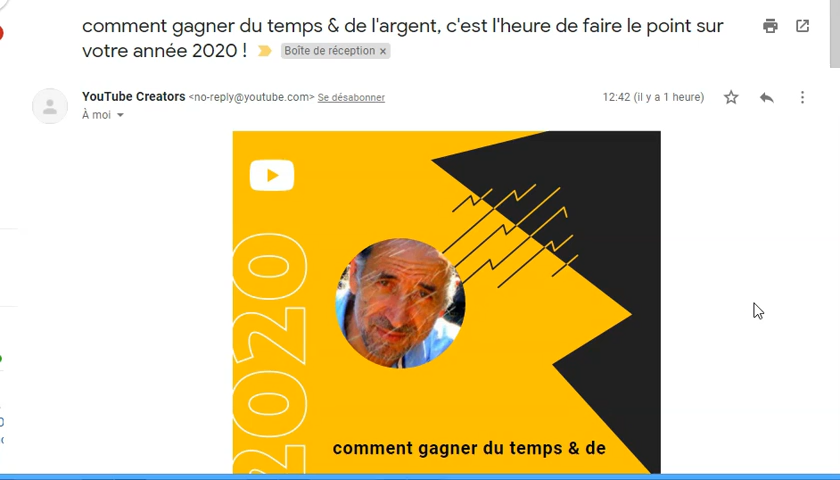 comment gagner du temps & de l'argent, c'est l'heure de faire le point sur
votre année 2020 ! Boîte de réception ×
YouTube Creators <no-reply@youtube.com> Se désabonner 12:42 (il y a 1 heure)
À moi
2020
2020
comment gagner du temps & de